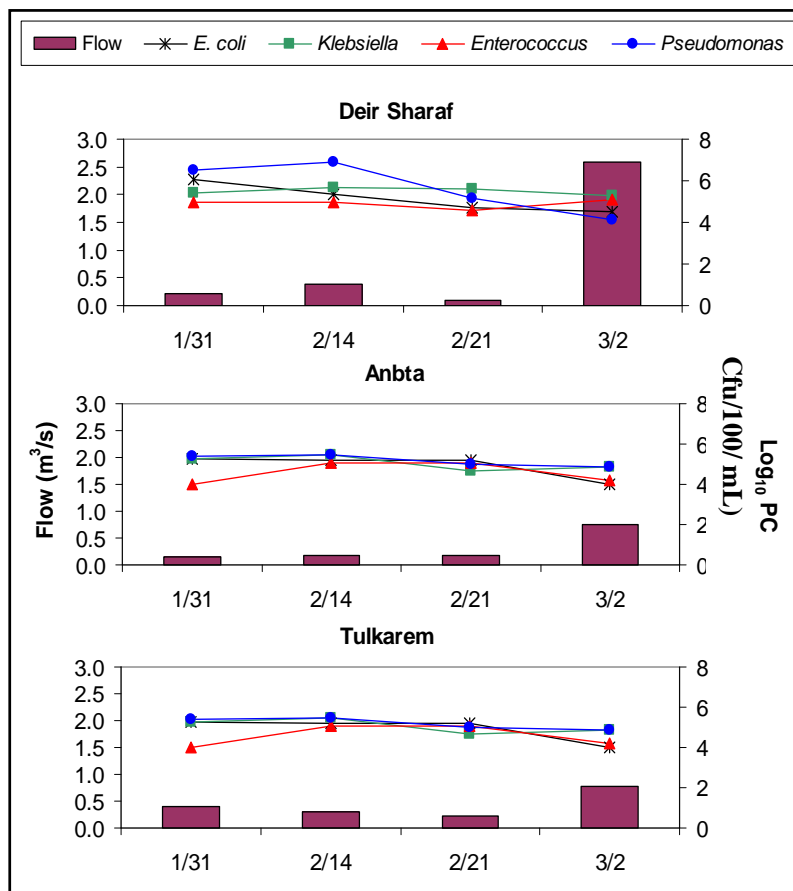 Flow E. coli Klebsiella Enterococcus Pseudomonas
Deir Sharaf
3.0 8
2.5
2.0 6
1.5 4
1.0
0.5 2
0.0 0
1/31 2/14 2/21 3/2
Anbta
3.0 8
2.5
2.0 6
1.5 4
1.0
0.5 2
0.0 0
1/31 2/14 2/21 3/2
Flow (m³/s)
Log₁₀ PC
Cfu/100/ mL)
Tulkarem
3.0 8
2.5
2.0 6
1.5 4
1.0
0.5 2
0.0 0
1/31 2/14 2/21 3/2